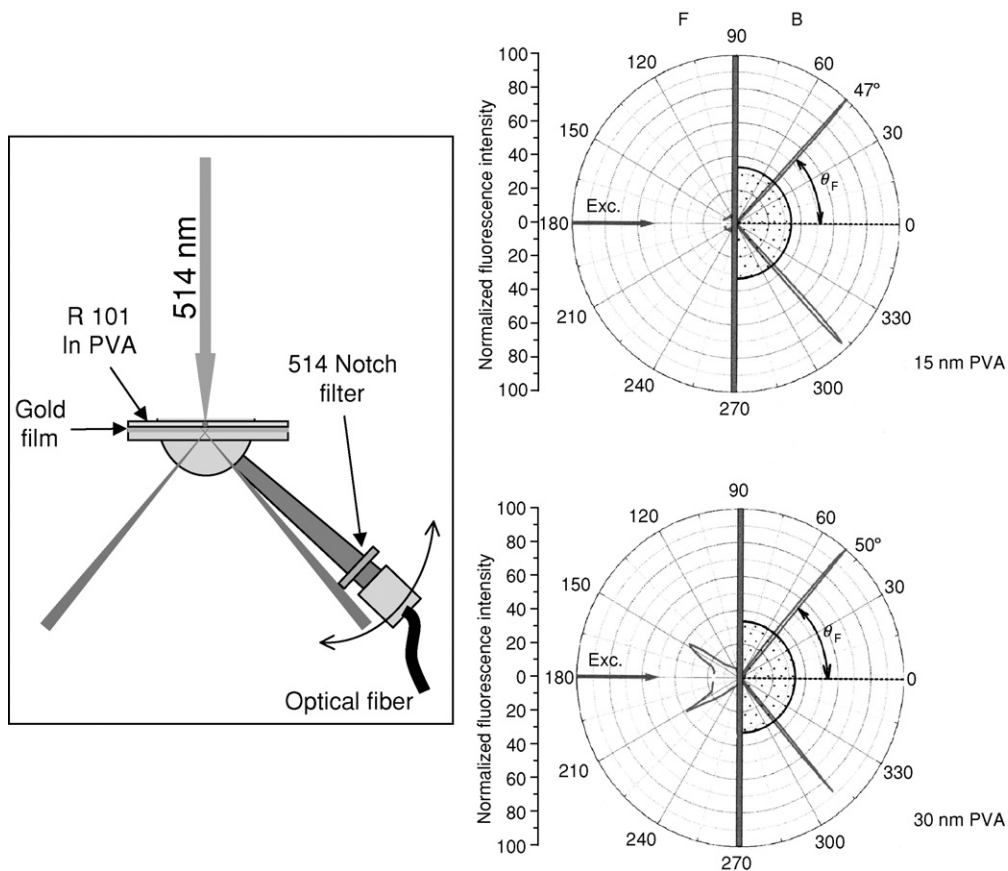 514 nm
R 101
In PVA
514 Notch
filter
Gold
film
Optical fiber
F B
Normalized fluorescence intensity
100
80
60
40
20
0
20
40
60
80
100
90
120
60
47°
150
30
θF
Exc.
180
0
210
330
240
300
270
15 nm PVA
Normalized fluorescence intensity
100
80
60
40
20
0
20
40
60
80
100
90
120
60
50°
150
30
θF
Exc.
180
0
210
330
240
300
270
30 nm PVA